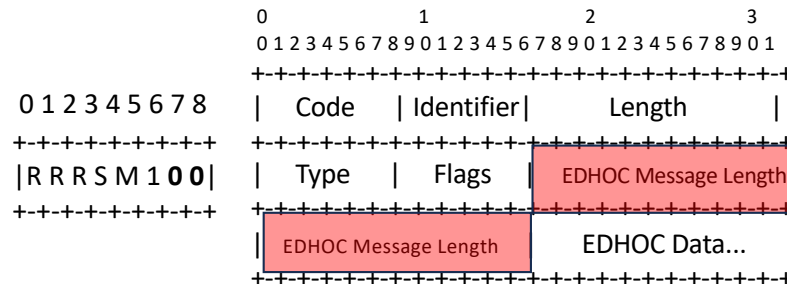 0 1 2 3
0 1 2 3 4 5 6 7 8 9 0 1 2 3 4 5 6 7 8 9 0 1 2 3 4 5 6 7 8 9 0 1
+-+-+-+-+-+-+-+-+-+-+-+-+-+-+-+-+-+-+-+-+-+-+-+-+-+-+-+-+-+-+-+-+
0 1 2 3 4 5 6 7 8 | Code | Identifier | Length |
+-+-+-+-+-+-+-+-+ +-+-+-+-+-+-+-+-+-+-+-+-+-+-+-+-+-+-+-+-+-+-+-+-+-+-+-+-+-+-+-+-+
|R R R S M 1 0 0| | Type | Flags | EDHOC Message Length
+-+-+-+-+-+-+-+-+ +-+-+-+-+-+-+-+-+-+-+-+-+-+-+-+-+-+-+-+-+-+-+-+-+-+-+-+-+-+-+-+-+
| EDHOC Message Length EDHOC Data...
+-+-+-+-+-+-+-+-+-+-+-+-+-+-+-+-+-+-+-+-+-+-+-+-+-+-+-+-+-+-+-+-+